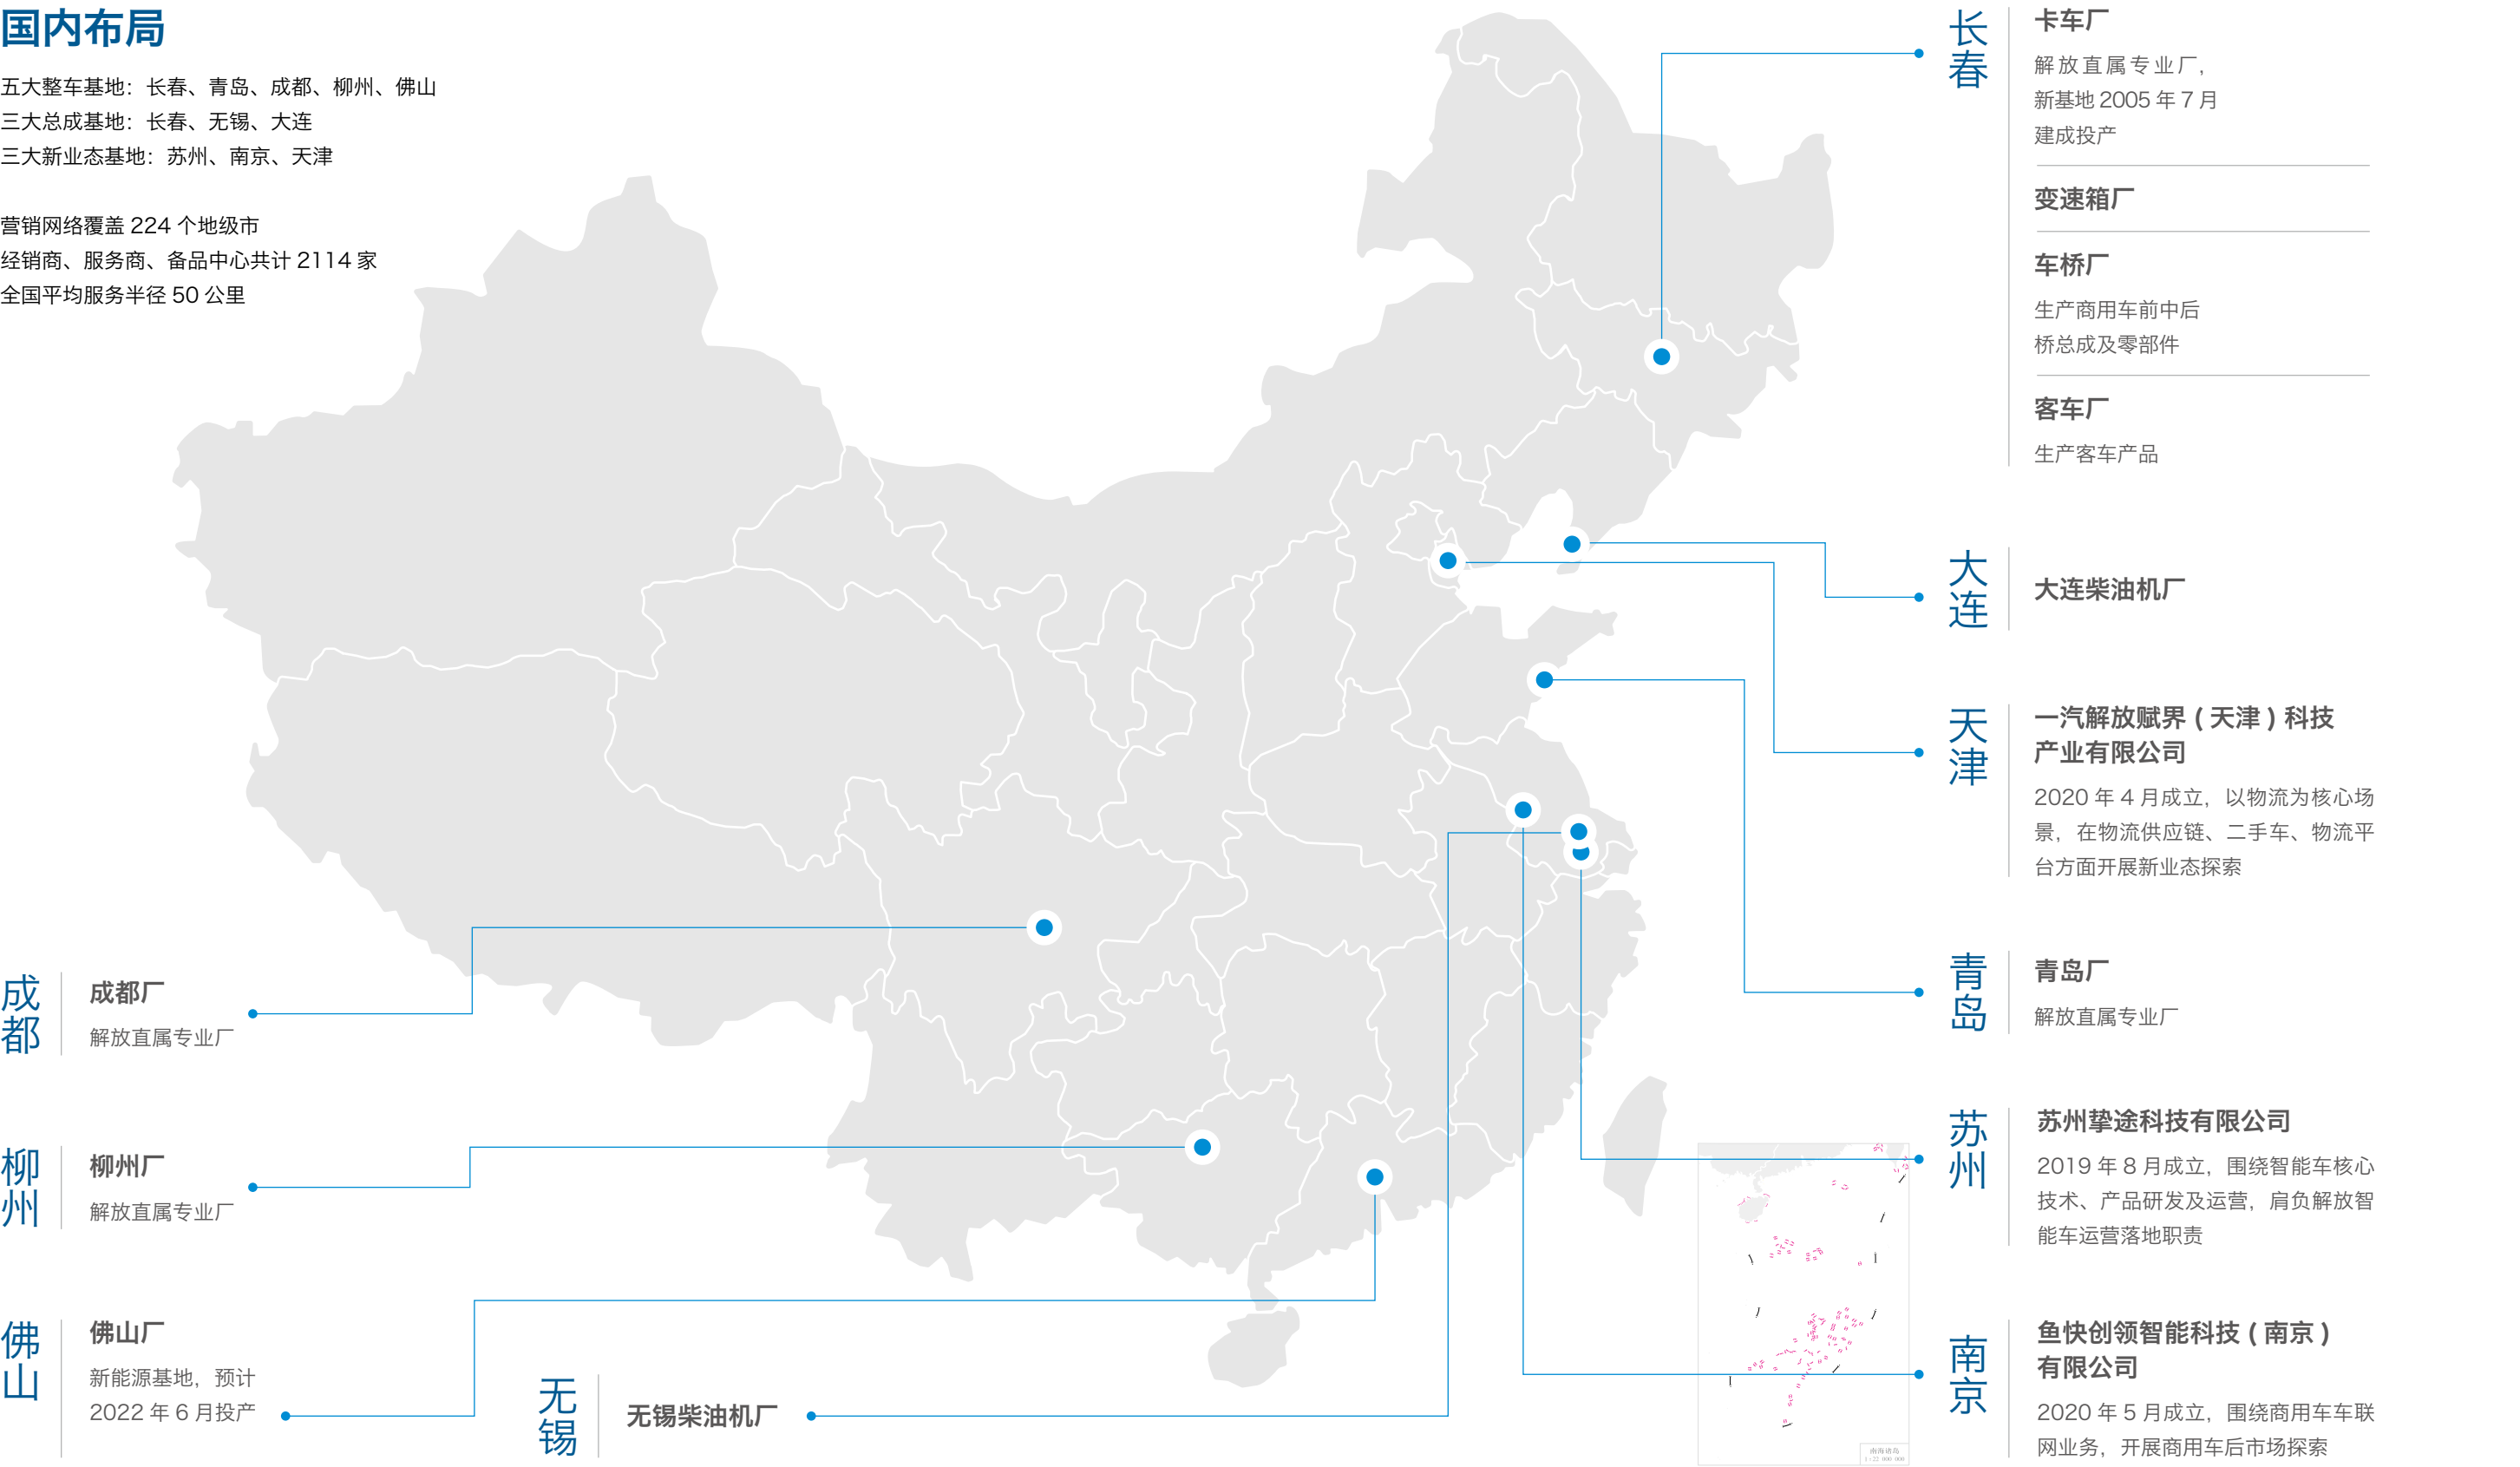 国内布局
五大整车基地：长春、青岛、成都、柳州、佛山
三大总成基地：长春、无锡、大连
三大新业态基地：苏州、南京、天津
营销网络覆盖 224 个地级市
经销商、服务商、备品中心共计 2114 家
全国平均服务半径 50 公里
长春
卡车厂
解放直属专业厂，
新基地 2005 年 7 月
建成投产
变速箱厂
车桥厂
生产商用车前中后
桥总成及零部件
客车厂
生产客车产品
大连
大连柴油机厂
天津
一汽解放赋界 ( 天津 ) 科技
产业有限公司
2020 年 4 月成立，以物流为核心场
景，在物流供应链、二手车、物流平
台方面开展新业态探索
青岛
青岛厂
解放直属专业厂
苏州
苏州挚途科技有限公司
2019 年 8 月成立，围绕智能车核心
技术、产品研发及运营，肩负解放智
能车运营落地职责
南京
鱼快创领智能科技 ( 南京 )
有限公司
2020 年 5 月成立，围绕商用车车联
网业务，开展商用车后市场探索
成都
成都厂
解放直属专业厂
柳州
柳州厂
解放直属专业厂
佛山
佛山厂
新能源基地，预计
2022 年 6 月投产
无锡
无锡柴油机厂
南海诸岛
1:22 000 000